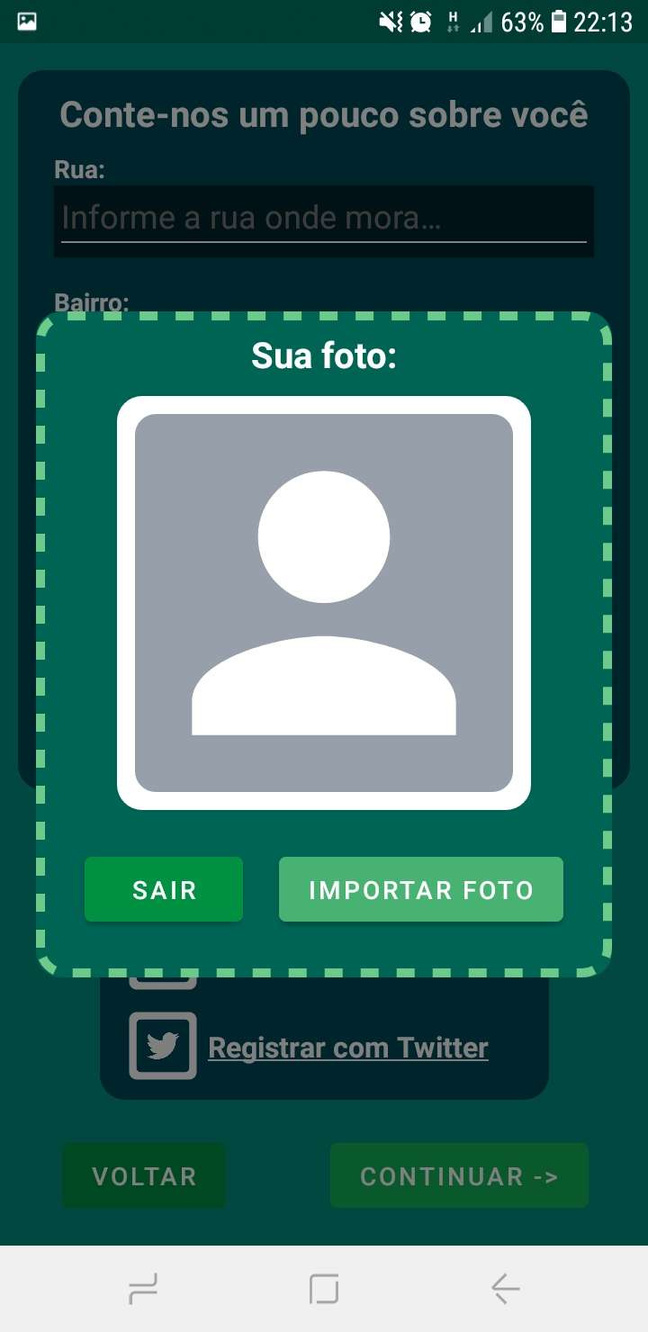 H 63% 22:13
Conte-nos um pouco sobre você
Rua:
Informe a rua onde mora...
Bairro:
Sua foto:
SAIR
IMPORTAR FOTO
Registrar com Twitter
VOLTAR
CONTINUAR ->